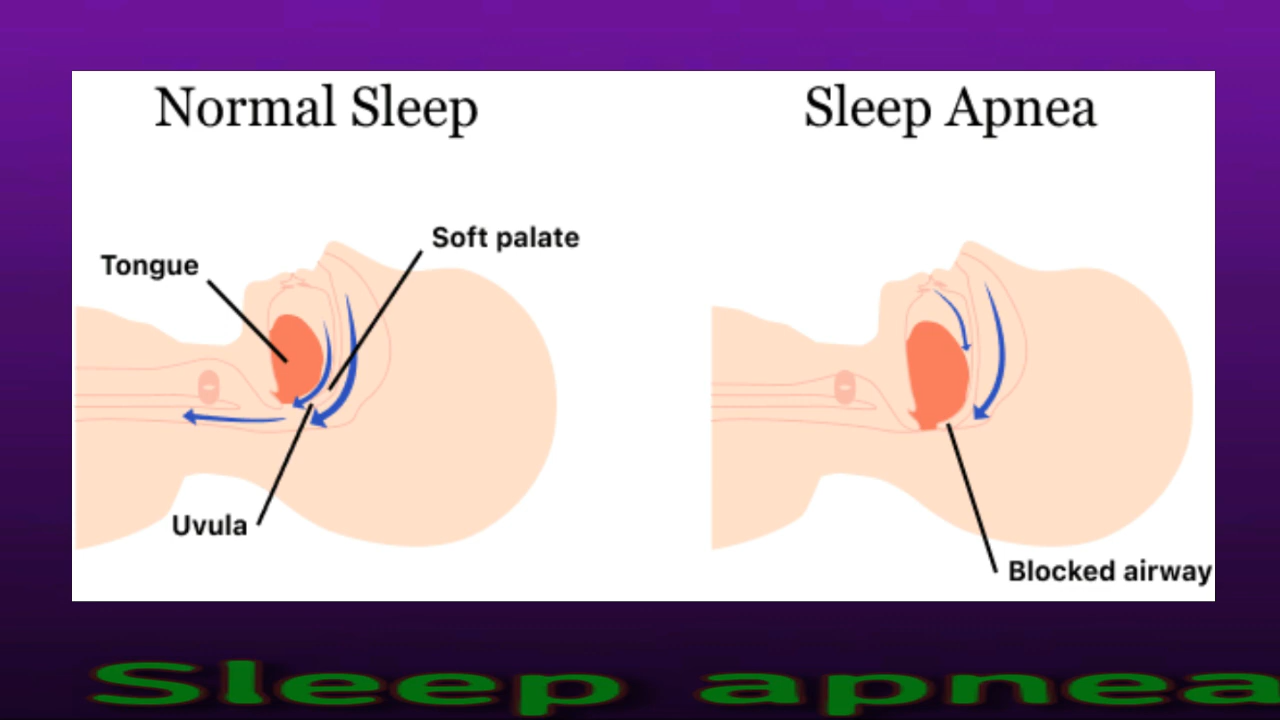 Normal Sleep
Sleep Apnea
Soft palate
Tongue
Uvula
Blocked airway
Sleep apnea